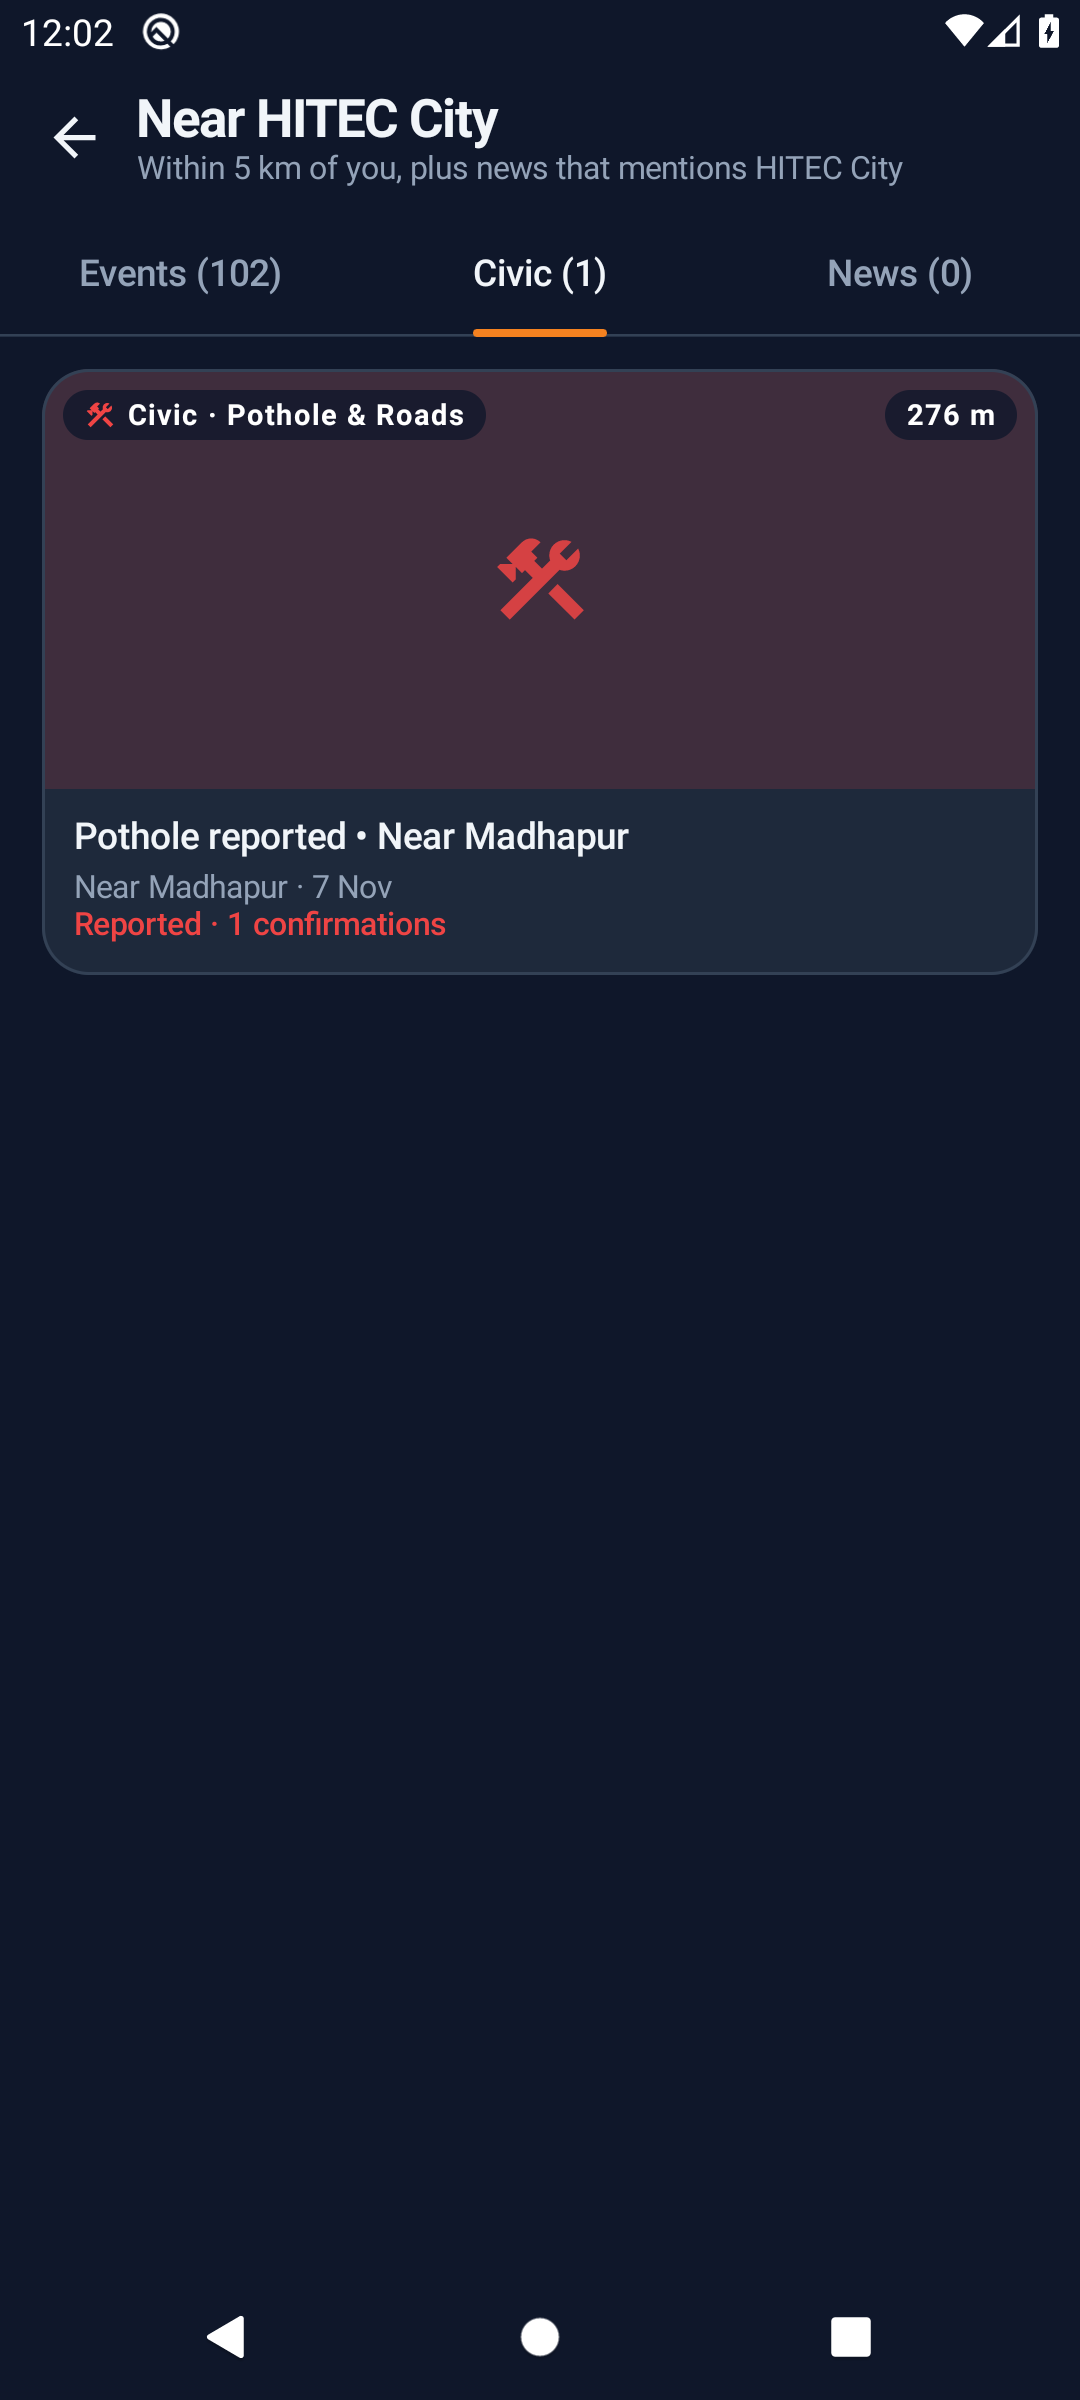 12:02
Near HITEC City
Within 5 km of you, plus news that mentions HITEC City
Events (102)
Civic (1)
News (0)
Civic · Pothole & Roads
276 m
Pothole reported • Near Madhapur
Near Madhapur · 7 Nov
Reported · 1 confirmations